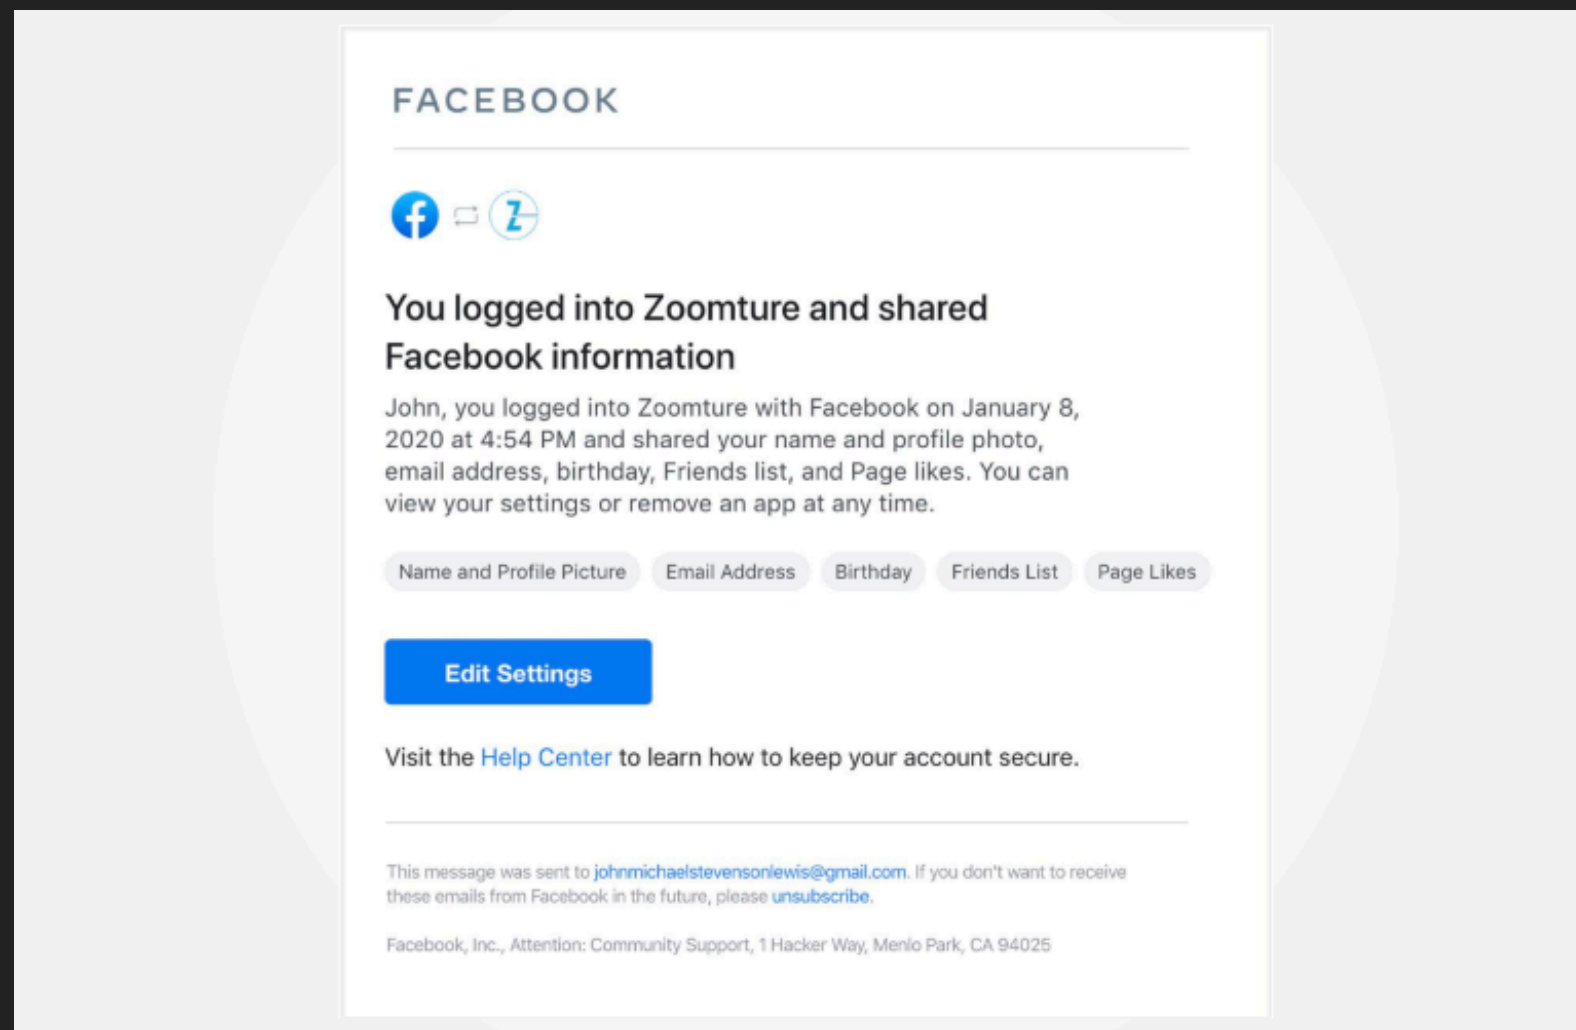 FACEBOOK
You logged into Zoomture and shared
Facebook information
John, you logged into Zoomture with Facebook on January 8,
2020 at 4:54 PM and shared your name and profile photo,
email address, birthday, Friends list, and Page likes. You can
view your settings or remove an app at any time.
Name and Profile Picture Email Address Birthday Friends List Page Likes
Edit Settings
Visit the Help Center to learn how to keep your account secure.
This message was sent to johnmichaelstevensonlewis@gmail.com. If you don't want to receive
these emails from Facebook in the future, please unsubscribe.
Facebook, Inc., Attention: Community Support, 1 Hacker Way, Menlo Park, CA 94025